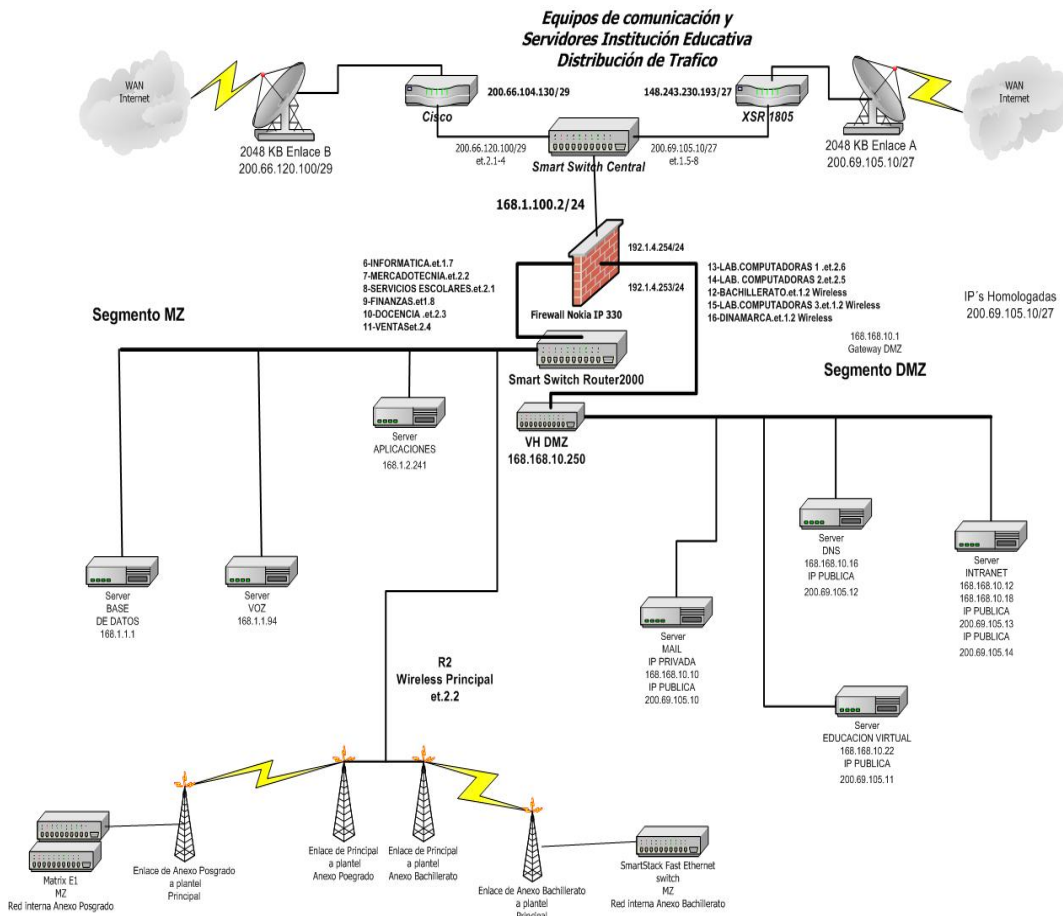 Equipos de comunicación y
Servidores Institución Educativa
Distribución de Trafico
WAN
Internet
200.66.104.130/29
Cisco
148.243.230.193/27
XSR 1805
WAN
Internet
2048 KB Enlace B
200.66.120.100/29
200.66.120.100/29
et.2.1-4
200.69.105.10/27
et.1.5-8
Smart Switch Central
2048 KB Enlace A
200.69.105.10/27
168.1.100.2/24
192.1.4.254/24
192.1.4.253/24
Firewall Nokia IP 330
6-INFORMATICA.et.1.7
7-MERCADOTECNIA.et.2.2
8-SERVICIOS ESCOLARES.et.2.1
9-FINANZAS.et1.8
10-DOCENCIA .et.2.3
11-VENTASet.2.4
13-LAB.COMPUTADORAS 1 .et.2.6
14-LAB. COMPUTADORAS 2.et.2.5
12-BACHILLERATO.et.1.2 Wireless
15-LAB.COMPUTADORAS 3.et.1.2 Wireless
16-DINAMARCA.et.1.2 Wireless
IP´s Homologadas
200.69.105.10/27
Segmento MZ
168.168.10.1
Gateway DMZ
Segmento DMZ
Smart Switch Router2000
Server
APLICACIONES
168.1.2.241
VH DMZ
168.168.10.250
Server
BASE
DE DATOS
168.1.1.1
Server
VOZ
168.1.1.94
Server
DNS
168.168.10.16
IP PUBLICA
200.69.105.12
Server
INTRANET
168.168.10.12
168.168.10.18
IP PUBLICA
200.69.105.13
IP PUBLICA
200.69.105.14
Server
MAIL
IP PRIVADA
168.168.10.10
IP PUBLICA
200.69.105.10
R2
Wireless Principal
et.2.2
Server
EDUCACION VIRTUAL
168.168.10.22
IP PUBLICA
200.69.105.11
Matrix E1
MZ
Red interna Anexo Posgrado
Enlace de Anexo Posgrado
a plantel
Principal
Enlace de Principal
a plantel
Anexo Poegrado
Enlace de Principal
a plantel
Anexo Bachillerato
Enlace de Anexo Bachillerato
a plantel
Principal
SmartStack Fast Ethernet
switch
MZ
Red interna Anexo Bachillerato